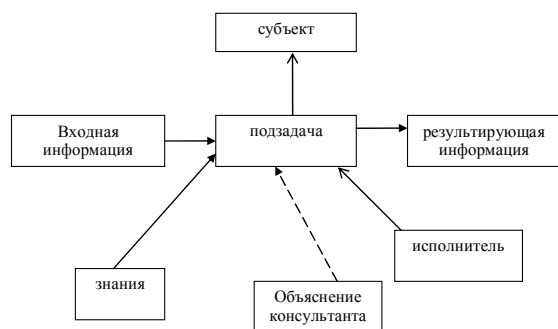 субъект
Входная
информация
подзадача
результирующая
информация
исполнитель
знания
Объяснение
консультанта